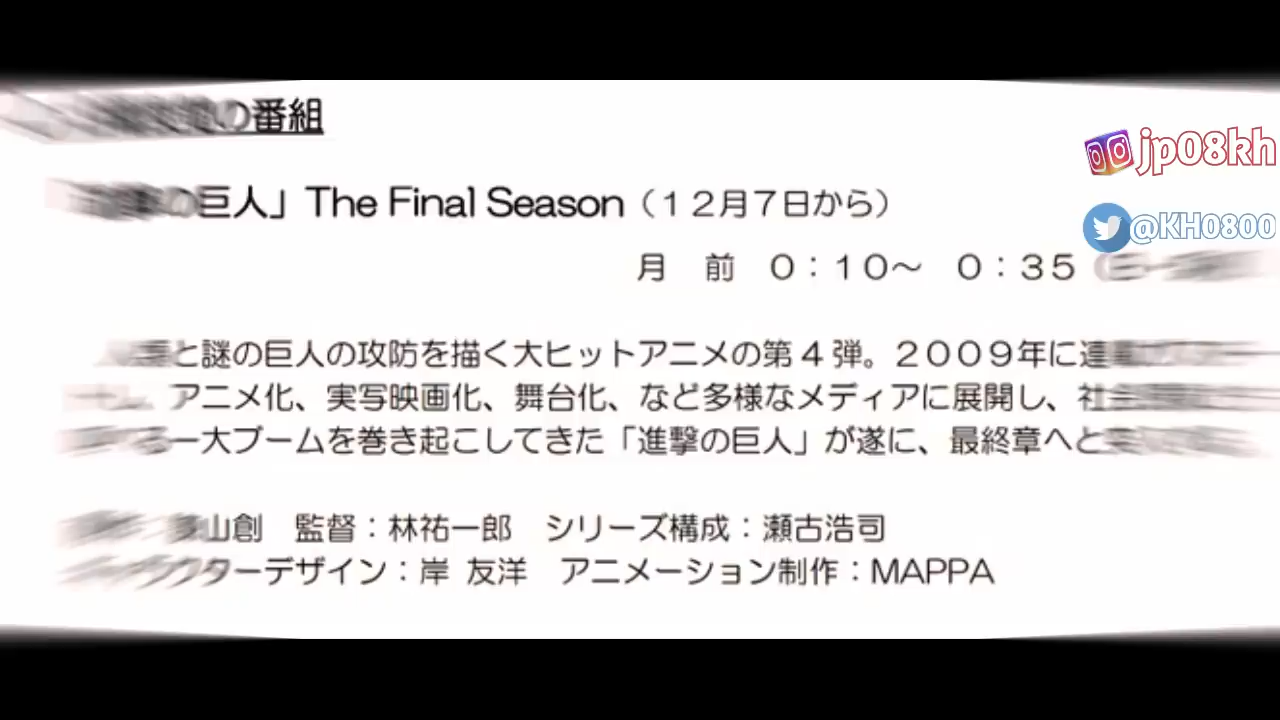 の番組
jp08kh
の巨人」The Final Season（１２月７日から）
@KH0800
月　前　０：１０～　０：３５
と謎の巨人の攻防を描く大ヒットアニメの第４弾。２００９年に連
アニメ化、実写映画化、舞台化、など多様なメディアに展開し、社会
る一大ブームを巻き起こしてきた「進撃の巨人」が遂に、最終章へと
山創　監督：林祐一郎　シリーズ構成：瀬古浩司
クターデザイン：岸 友洋　アニメーション制作：MAPPA